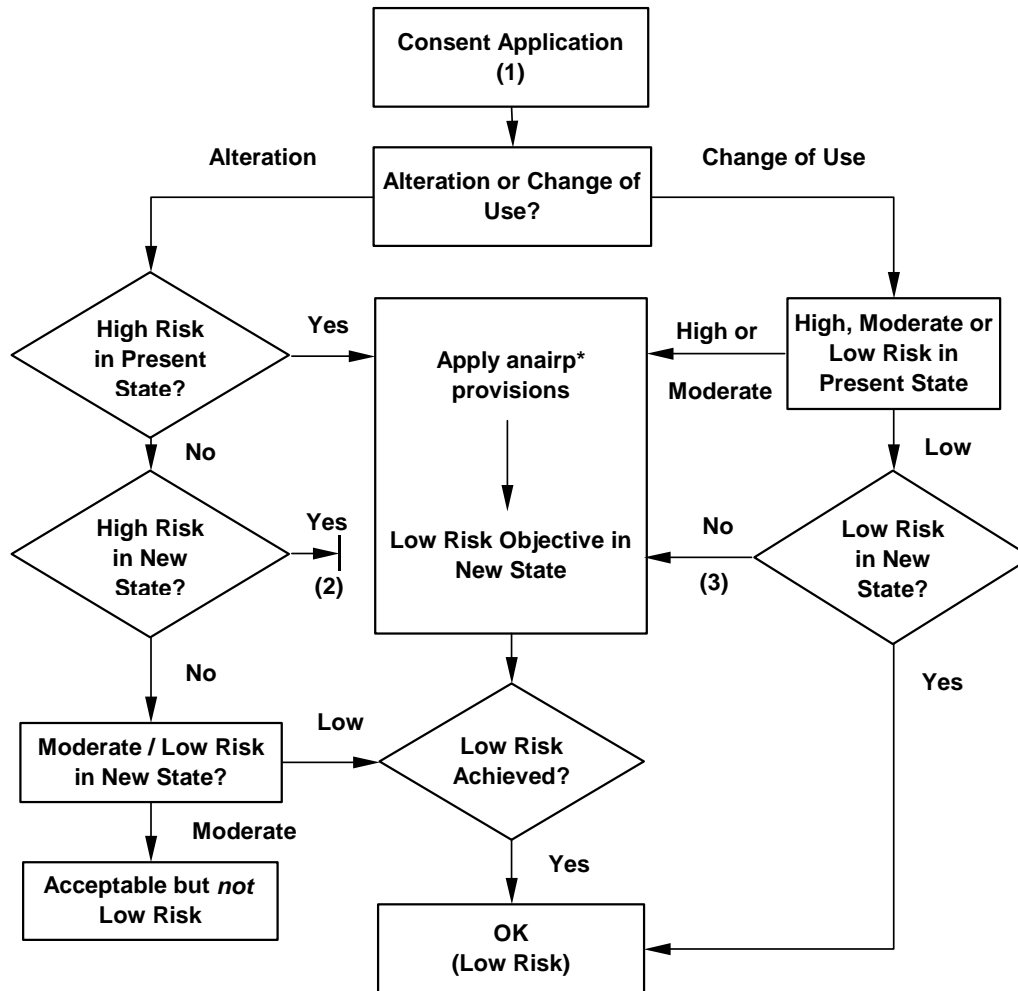 Consent Application
(1)
Alteration
Change of Use
Alteration or Change of
Use?
High Risk
in Present
State?
Yes
Apply anairp*
provisions
High or
Moderate
High, Moderate or
Low Risk in
Present State
No
Low
High Risk
in New
State?
Yes
(2)
Low Risk Objective in
New State
No
(3)
Low Risk
in New
State?
No
Yes
Moderate / Low Risk
in New State?
Low
Low Risk
Achieved?
Moderate
Yes
Acceptable but not
Low Risk
OK
(Low Risk)